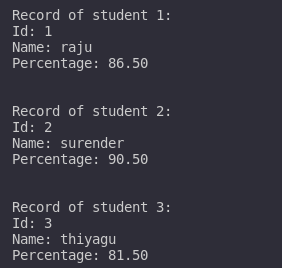 Record of student 1:
Id: 1
Name: raju
Percentage: 86.50
Record of student 2:
Id: 2
Name: surender
Percentage: 90.50
Record of student 3:
Id: 3
Name: thiyagu
Percentage: 81.50